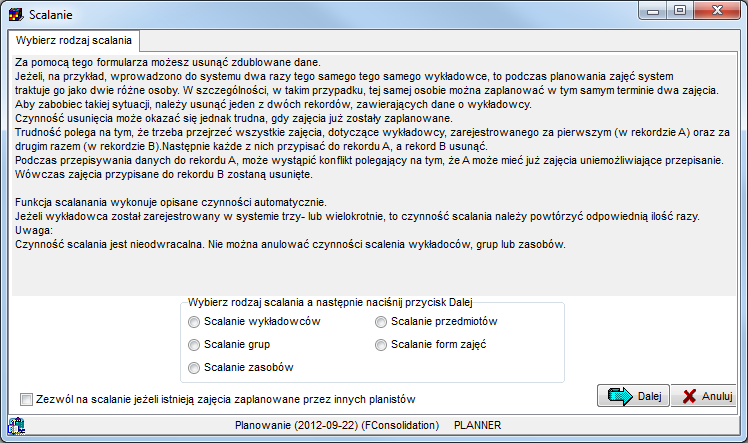 Scalanie
Wybierz rodzaj scalania
Za pomocą tego formularza możesz usunąć zdublowane dane.
Jeżeli, na przykład, wprowadzono do systemu dwa razy tego samego tego samego wykładowce, to podczas planowania zajęć system
traktuje go jako dwie różne osoby. W szczególności, w takim przypadku, tej samej osobie można zaplanować w tym samym terminie dwa zajęcia.
Aby zabobiec takiej sytuacji, należy usunąć jeden z dwóch rekordów, zawierających dane o wykładowcy.
Czynność usunięcia może okazać się jednak trudna, gdy zajęcia już zostały zaplanowane.
Trudność polega na tym, że trzeba przejrzeć wszystkie zajęcia, dotyczące wykładowcy, zarejestrowanego za pierwszym (w rekordzie A) oraz za
drugim razem (w rekordzie B).Następnie każde z nich przypisać do rekordu A, a rekord B usunąć.
Podczas przepisywania danych do rekordu A, może wystąpić konflikt polegający na tym, że A może mieć już zajęcia uniemożliwiające przepisanie.
Wówczas zajęcia przypisane do rekordu B zostaną usunięte.
Funkcja scalanania wykonuje opisane czynności automatycznie.
Jeżeli wykładowca został zarejestrowany w systemie trzy- lub wielokrotnie, to czynność scalania należy powtórzyć odpowiednią ilość razy.
Uwaga:
Czynność scalania jest nieodwracalna. Nie można anulować czynności scalenia wykładoców, grup lub zasobów.
Wybierz rodzaj scalania a następnie naciśnij przycisk Dalej
Scalanie wykładowców Scalanie przedmiotów
Scalanie grup Scalanie form zajęć
Scalanie zasobów
Dalej Anuluj
Zezwól na scalanie jeżeli istnieją zajęcia zaplanowane przez innych planistów
Planowanie (2012-09-22) (FConsolidation) PLANNER